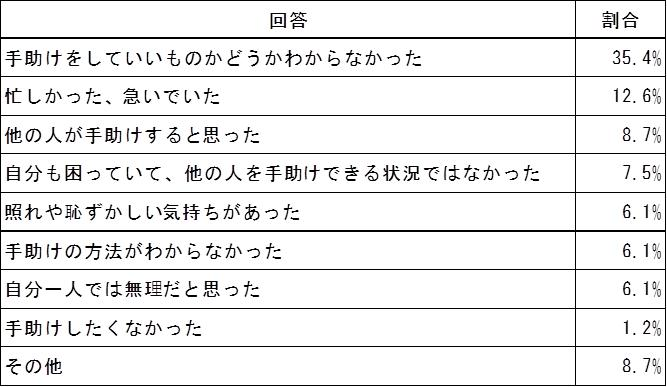 回答 割合
手助けをしていいものかどうかわからなかった 35.4%
忙しかった、急いでいた 12.6%
他の人が手助けすると思った 8.7%
自分も困っていて、他の人を手助けできる状況ではなかった 7.5%
照れや恥ずかしい気持ちがあった 6.1%
手助けの方法がわからなかった 6.1%
自分一人では無理だと思った 6.1%
手助けしたくなかった 1.2%
その他 8.7%